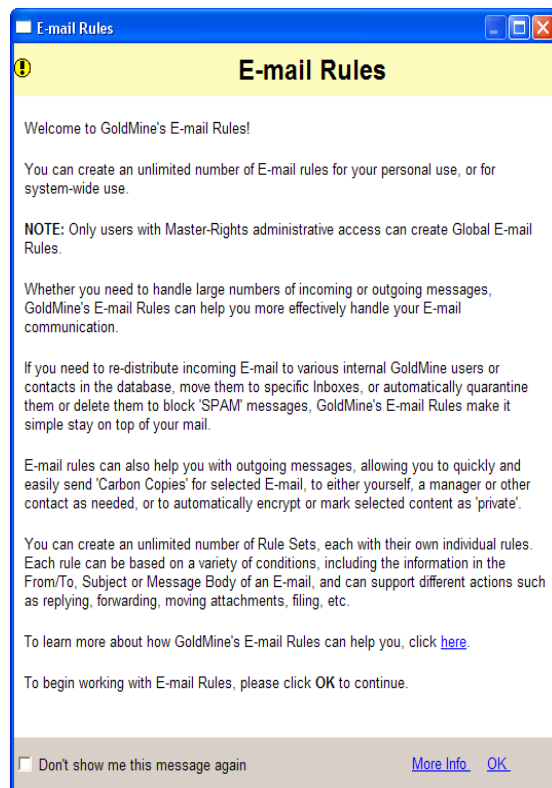 E-mail Rules
E-mail Rules
Welcome to GoldMine's E-mail Rules!
You can create an unlimited number of E-mail rules for your personal use, or for
system-wide use.
NOTE: Only users with Master-Rights administrative access can create Global E-mail
Rules.
Whether you need to handle large numbers of incoming or outgoing messages,
GoldMine's E-mail Rules can help you more effectively handle your E-mail
communication.
If you need to re-distribute incoming E-mail to various internal GoldMine users or
contacts in the database, move them to specific Inboxes, or automatically quarantine
them or delete them to block 'SPAM' messages, GoldMine's E-mail Rules make it
simple stay on top of your mail.
E-mail rules can also help you with outgoing messages, allowing you to quickly and
easily send 'Carbon Copies' for selected E-mail, to either yourself, a manager or other
contact as needed, or to automatically encrypt or mark selected content as 'private'.
You can create an unlimited number of Rule Sets, each with their own individual rules.
Each rule can be based on a variety of conditions, including the information in the
From/To, Subject or Message Body of an E-mail, and can support different actions such
as replying, forwarding, moving attachments, filing, etc.
To learn more about how GoldMine's E-mail Rules can help you, click here.
To begin working with E-mail Rules, please click OK to continue.
Don't show me this message again
More Info OK